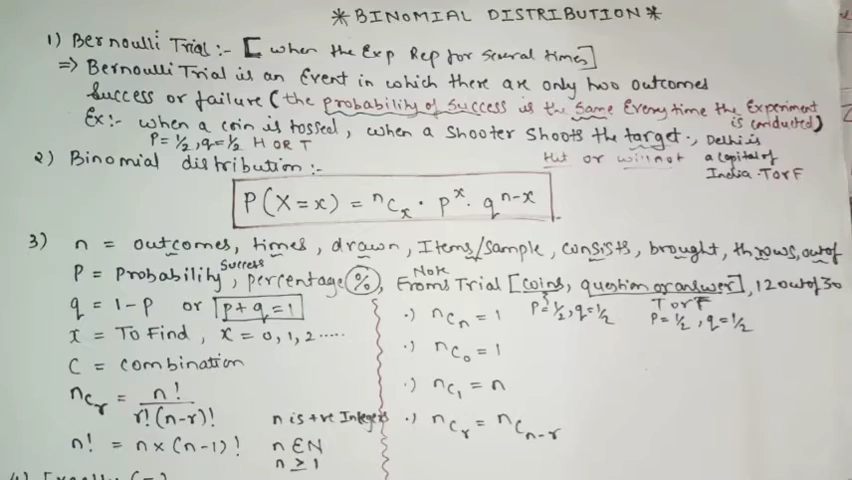 *BINOMIAL DISTRIBUTION*
1) Bernoulli Trial :- [ when the Exp Rep for Several times]
⇒ Bernoulli Trial is an Event in which there are only two outcomes
Success or failure (the probability of success is the same Everytime the Experiment
is conducted)
Ex:- when a coin is tossed, when a Shooter Shoots the target., Delhi is
P=½, q=½ H OR T
Hit or will not
a capital of
India. T or F
2) Binomial distribution :-
P(X=x) = nCx · p^x · q^n-x
3) n = outcomes, times, drawn, Items/sample, consists, brought, throws, out of
P = Probability Success, percentage (%), From Trial [coins, question or answer], 12 out of 30
Note
q = 1-p or p+q=1
P=½, q=½
T or F
P=½, q=½
x = To Find, x = 0,1,2.....
C = combination
nCr = n! / r!(n-r)!
n! = n×(n-1)!
n is +ve Integers
n ∈ N
n ≥ 1
·) nCn = 1
·) nC0 = 1
·) nC1 = n
·) nCr = nCn-r